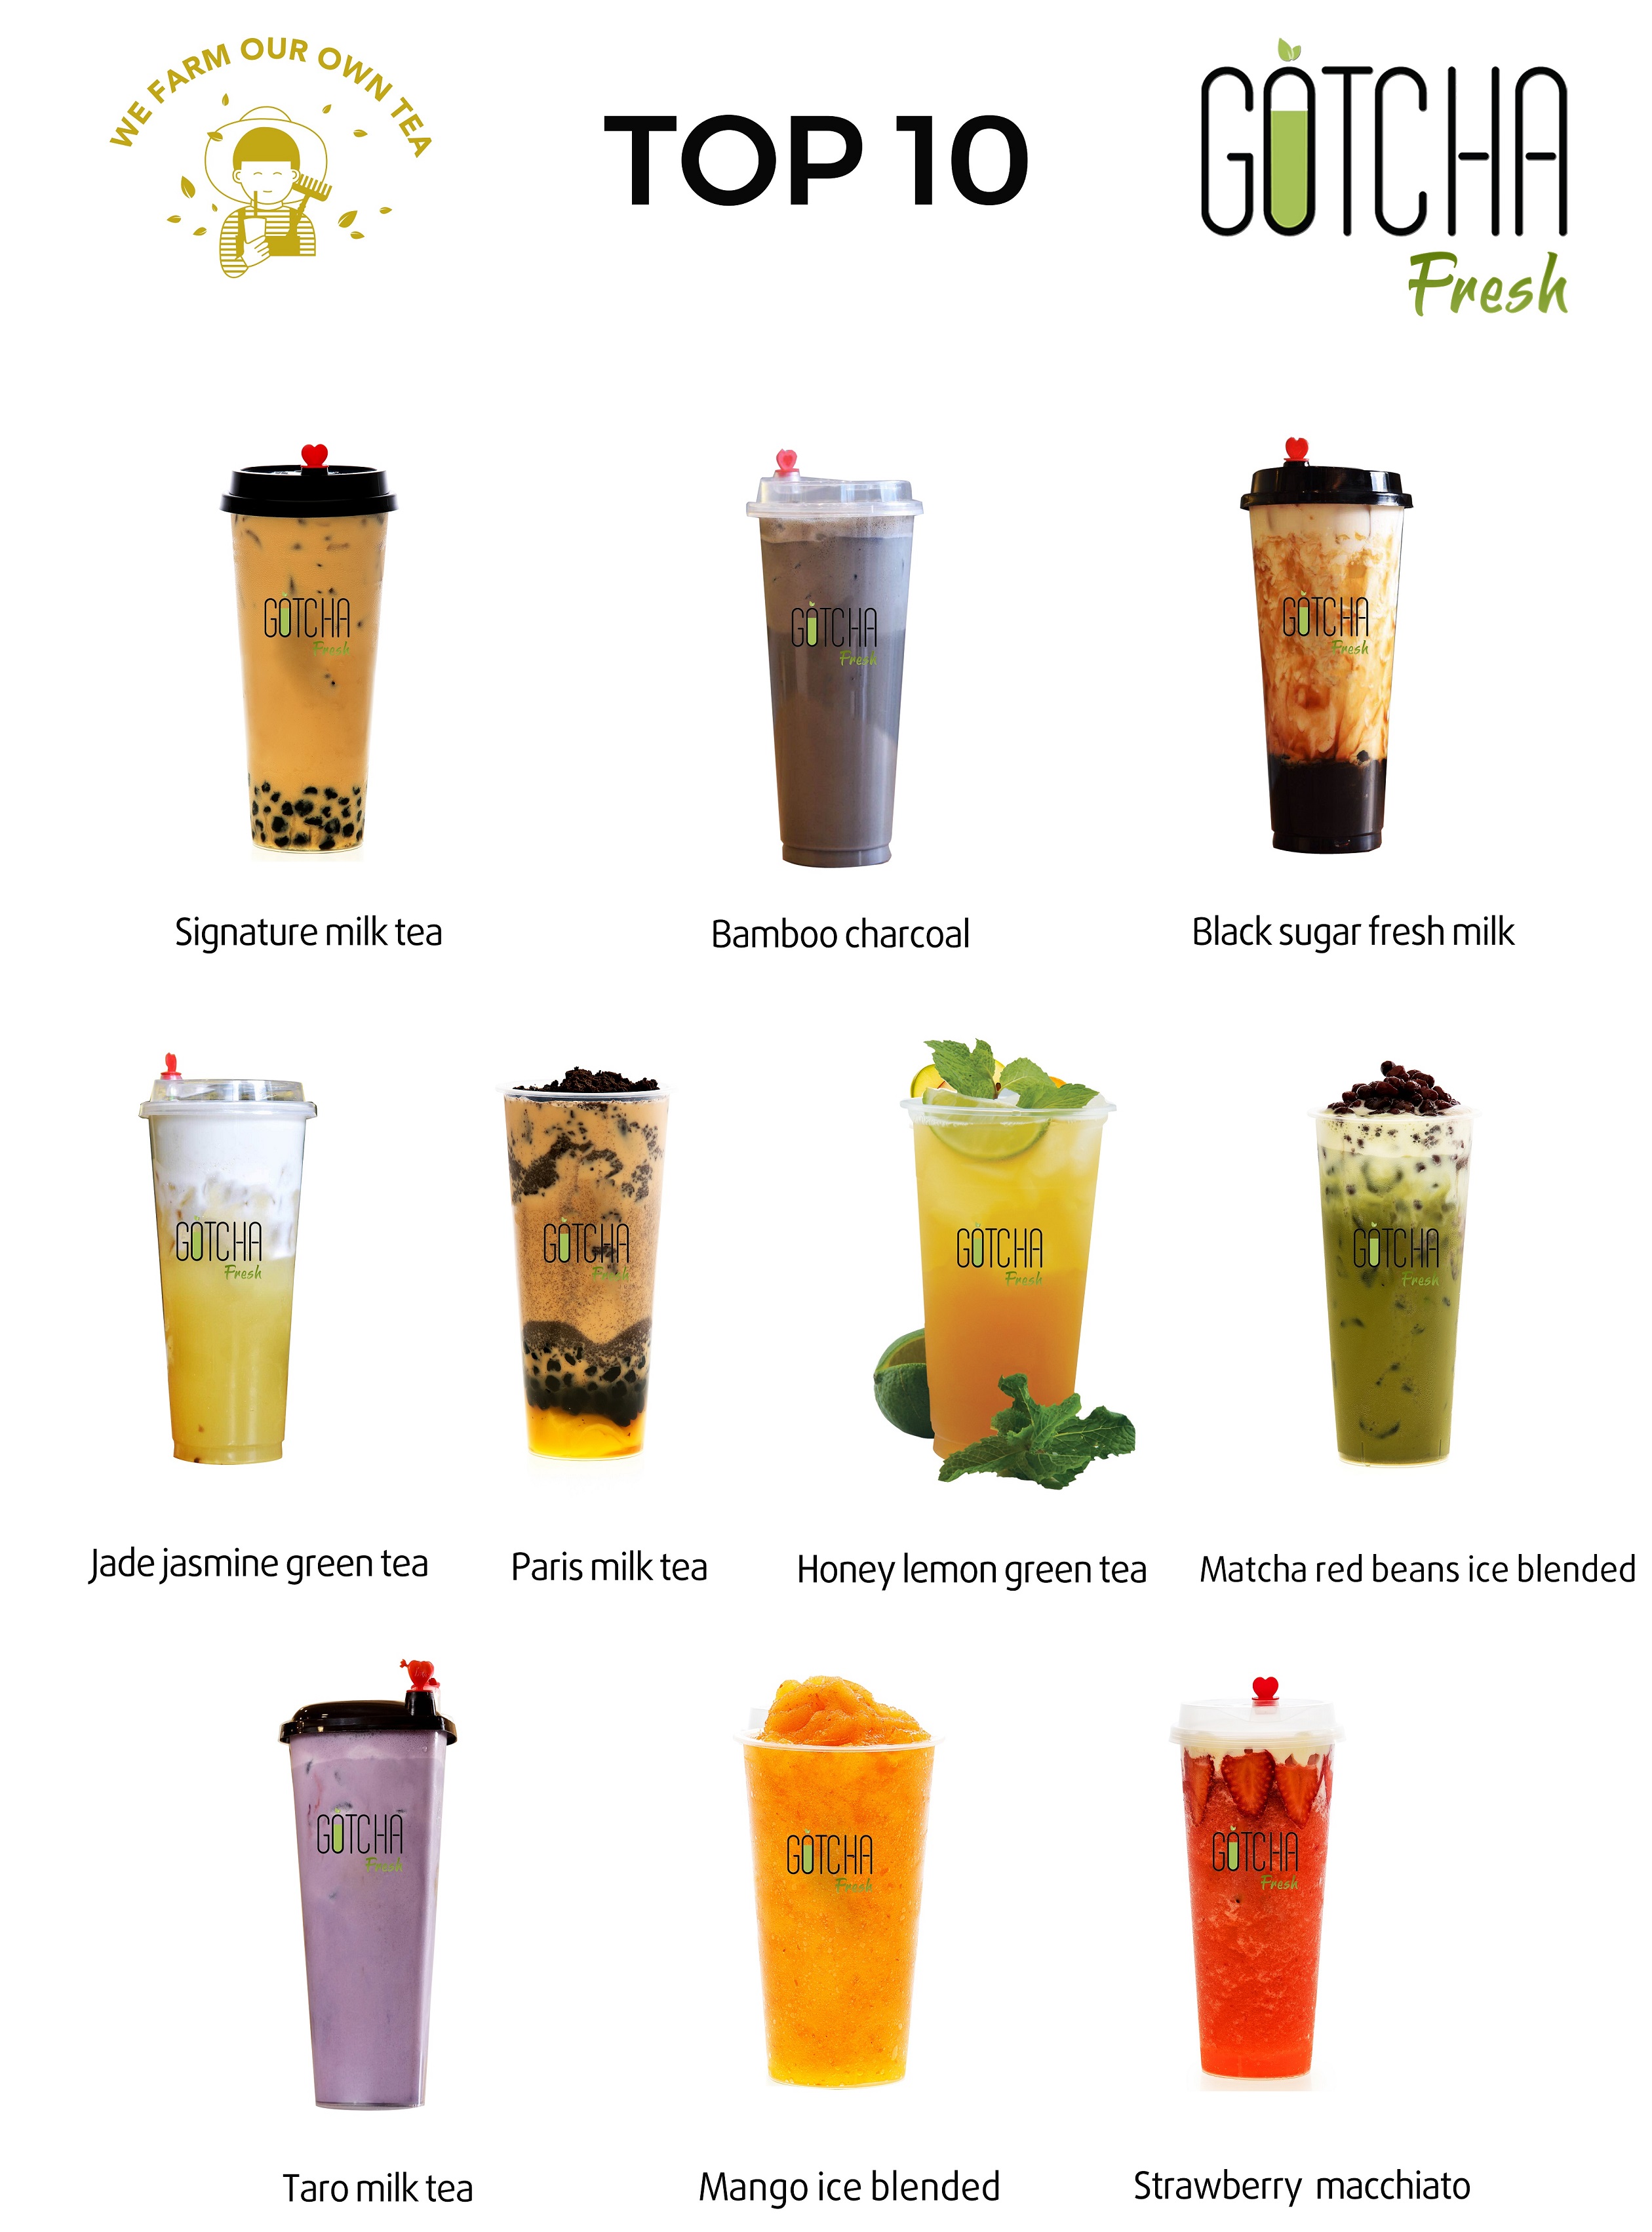 WE FARM OUR OWN TEA
TOP 10
GOTCHA
Fresh
GOTCHA
Fresh
GOTCHA
Fresh
GOTCHA
Fresh
Signature milk tea
Bamboo charcoal
Black sugar fresh milk
GOTCHA
Fresh
GOTCHA
Fresh
GOTCHA
Fresh
GOTCHA
Fresh
Jade jasmine green tea
Paris milk tea
Honey lemon green tea
Matcha red beans ice blended
GOTCHA
Fresh
GOTCHA
Fresh
GOTCHA
Fresh
Taro milk tea
Mango ice blended
Strawberry macchiato